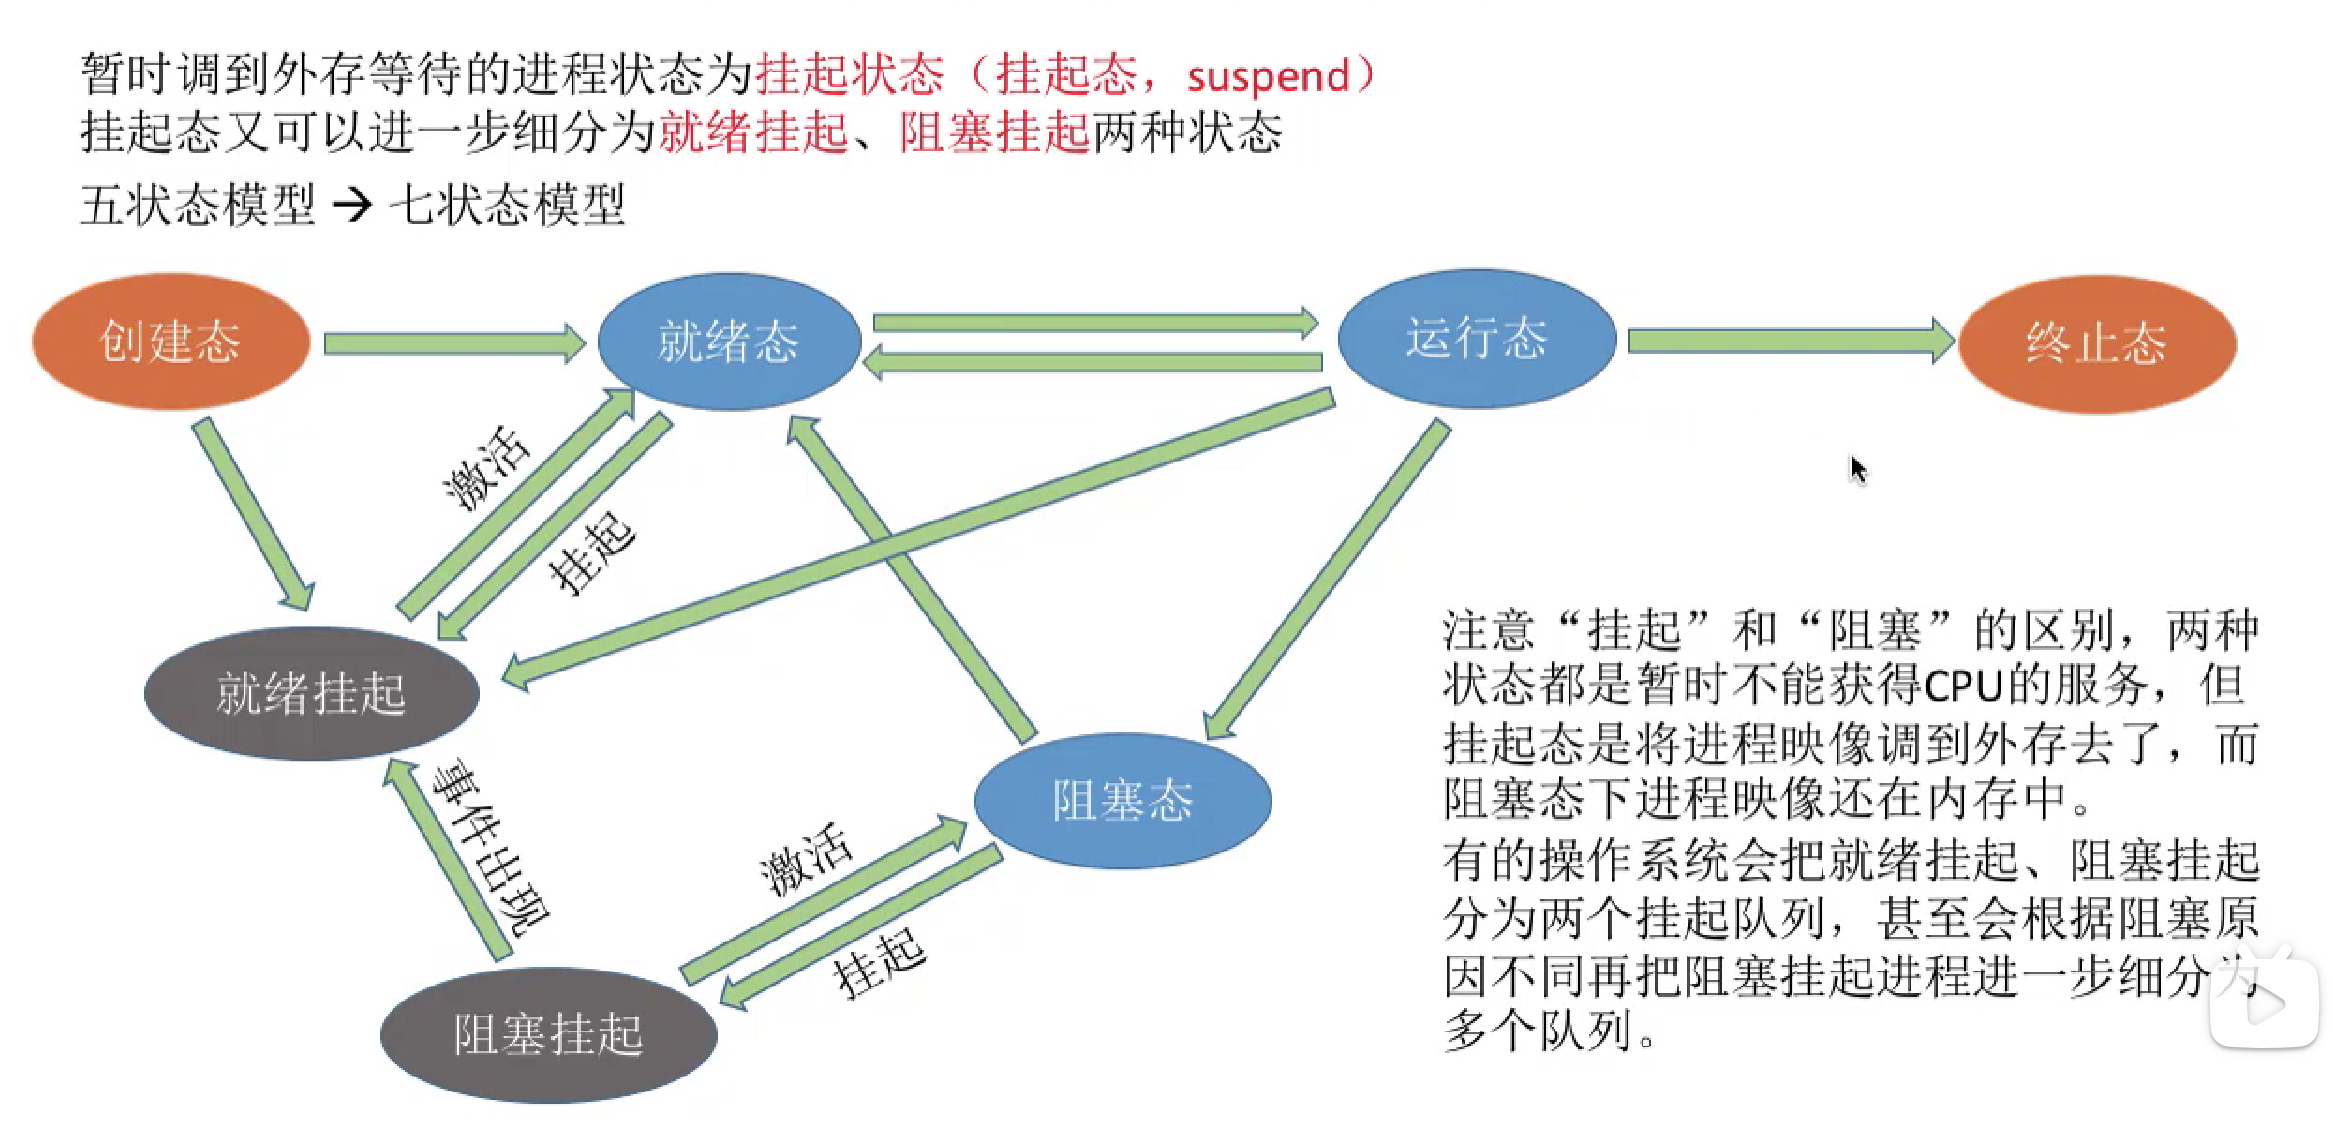 暂时调到外存等待的进程状态为挂起状态（挂起态，suspend）
挂起态又可以进一步细分为就绪挂起、阻塞挂起两种状态
五状态模型 → 七状态模型
创建态
就绪态
运行态
终止态
激活
挂起
就绪挂起
事件出现
阻塞态
激活
挂起
阻塞挂起
注意“挂起”和“阻塞”的区别，两种
状态都是暂时不能获得CPU的服务，但
挂起态是将进程映像调到外存去了，而
阻塞态下进程映像还在内存中。
有的操作系统会把就绪挂起、阻塞挂起
分为两个挂起队列，甚至会根据阻塞原
因不同再把阻塞挂起进程进一步细分为
多个队列。